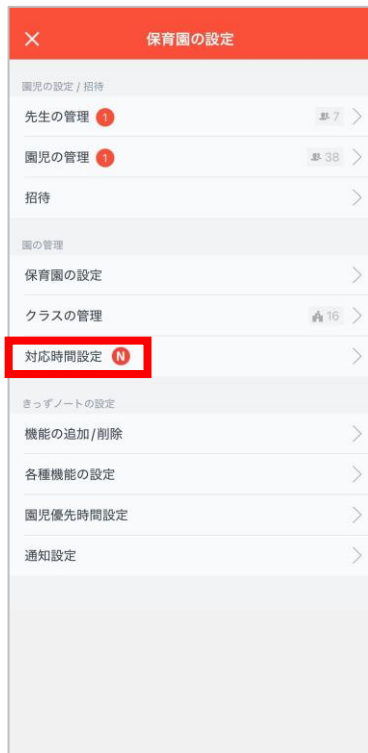 保育園の設定
園児の設定 / 招待
先生の管理 1 7
園児の管理 1 38
招待
園の管理
保育園の設定
クラスの管理 16
対応時間設定 N
きっずノートの設定
機能の追加/削除
各種機能の設定
園児優先時間設定
通知設定